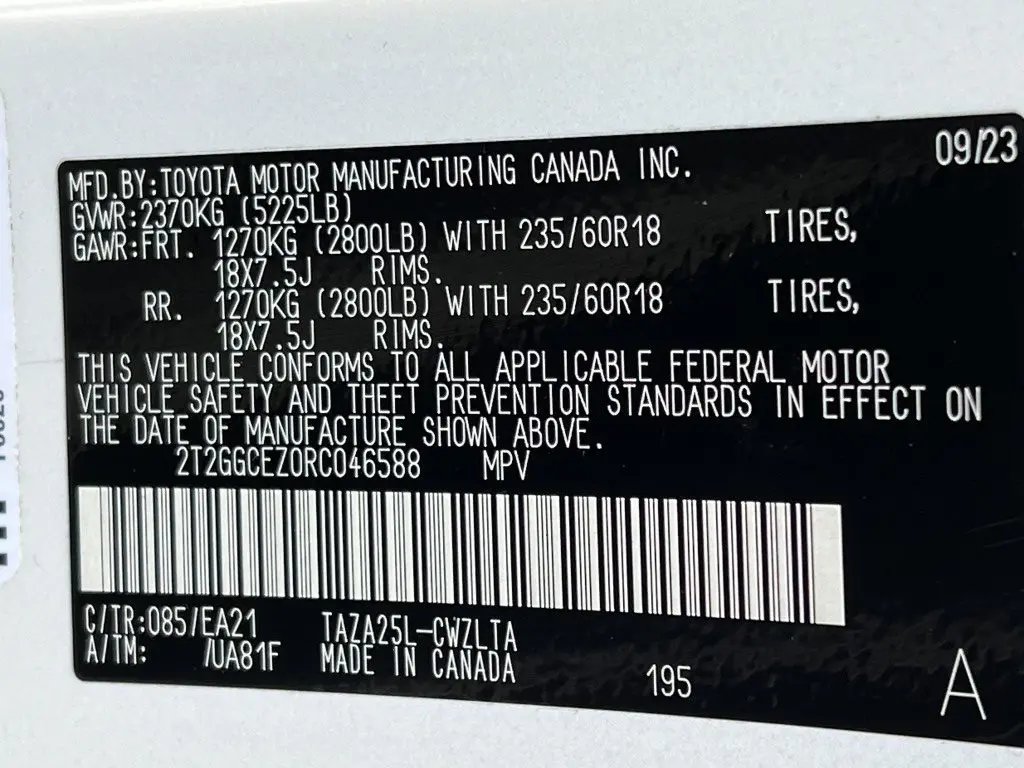 09/23
MFD.BY:TOYOTA MOTOR MANUFACTURING CANADA INC.
GVWR:2370KG (5225LB)
GAWR:FRT. 1270KG (2800LB) WITH 235/60R18 TIRES,
18X7.5J RIMS.
RR. 1270KG (2800LB) WITH 235/60R18 TIRES,
18X7.5J RIMS.
THIS VEHICLE CONFORMS TO ALL APPLICABLE FEDERAL MOTOR
VEHICLE SAFETY AND THEFT PREVENTION STANDARDS IN EFFECT ON
THE DATE OF MANUFACTURE SHOWN ABOVE.
2T2GGCEZ0RC046588 MPV
C/TR:085/EA21 TAZA25L-CWZLTA
A/TM: /UA81F MADE IN CANADA
195
A